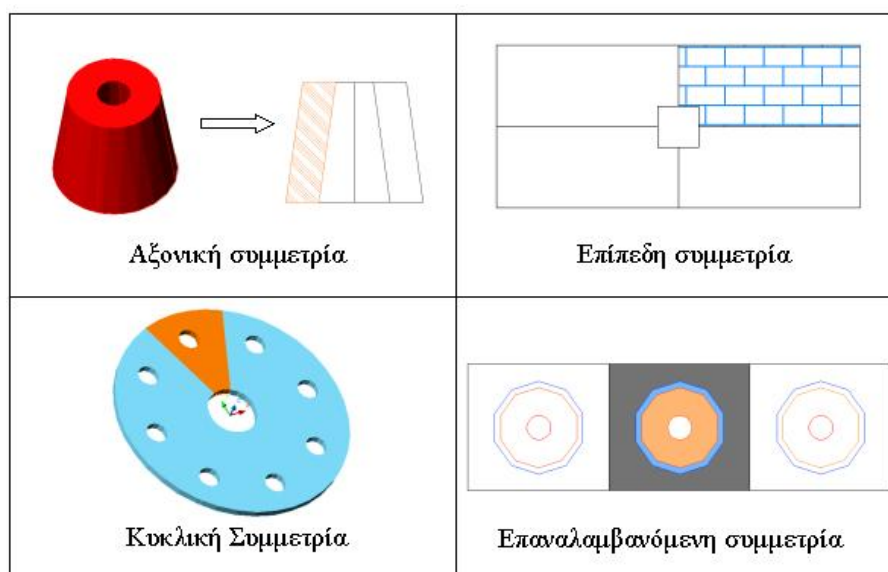 Αξονική συμμετρία
Επίπεδη συμμετρία
Κυκλική Συμμετρία
Επαναλαμβανόμενη συμμετρία